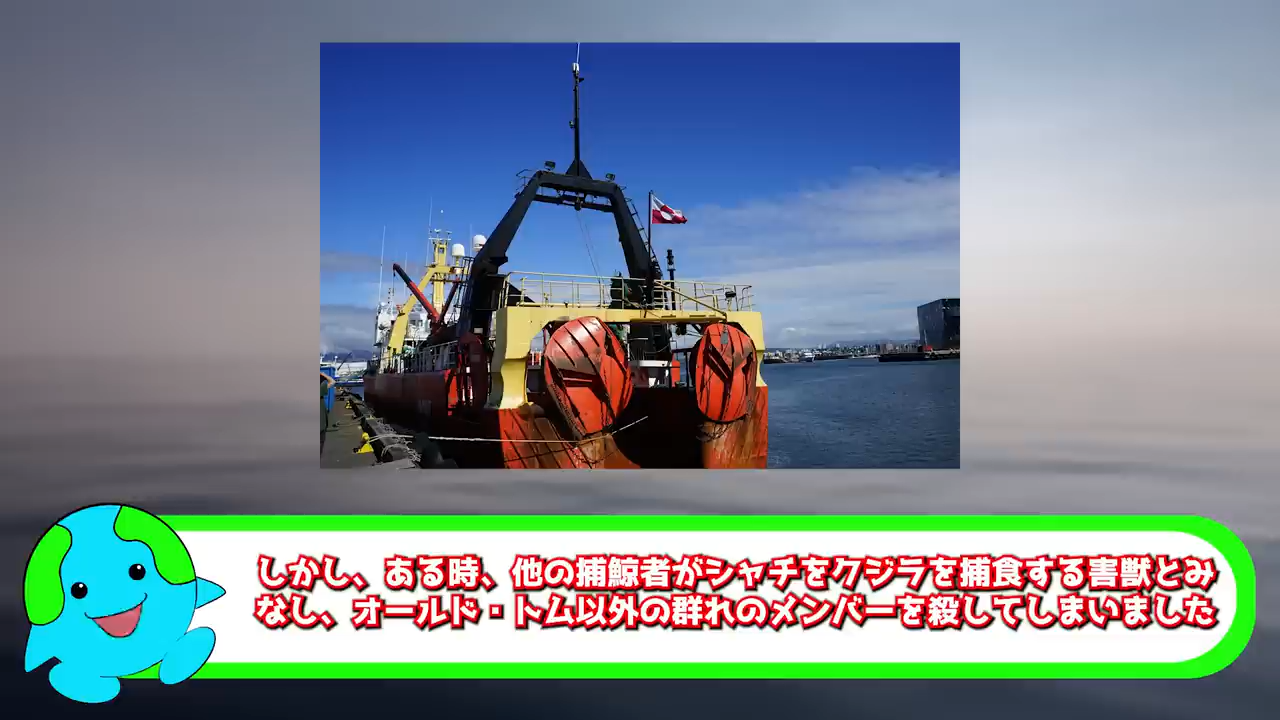 しかし、ある時、他の捕鯨者がシャチをクジラを捕食する害獣とみ
なし、オールド・トム以外の群れのメンバーを殺してしまいました